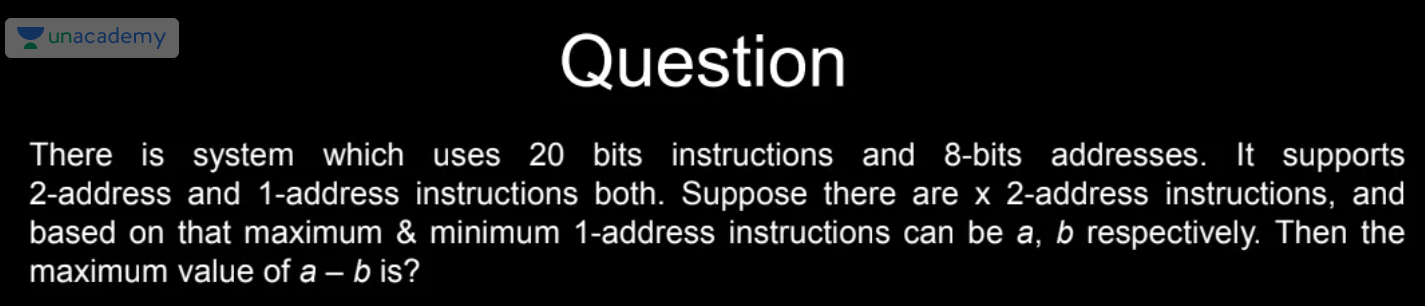 unacademy
Question
There is system which uses 20 bits instructions and 8-bits addresses. It supports
2-address and 1-address instructions both. Suppose there are x 2-address instructions, and
based on that maximum & minimum 1-address instructions can be a, b respectively. Then the
maximum value of a – b is?